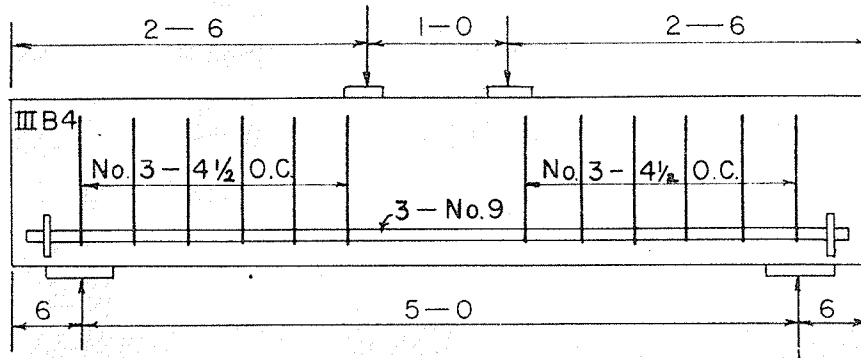 2—6 1—0 2—6
III B4
No. 3 – 4½ O.C. No. 3 – 4½ O.C.
3 – No. 9
6 5–0 6